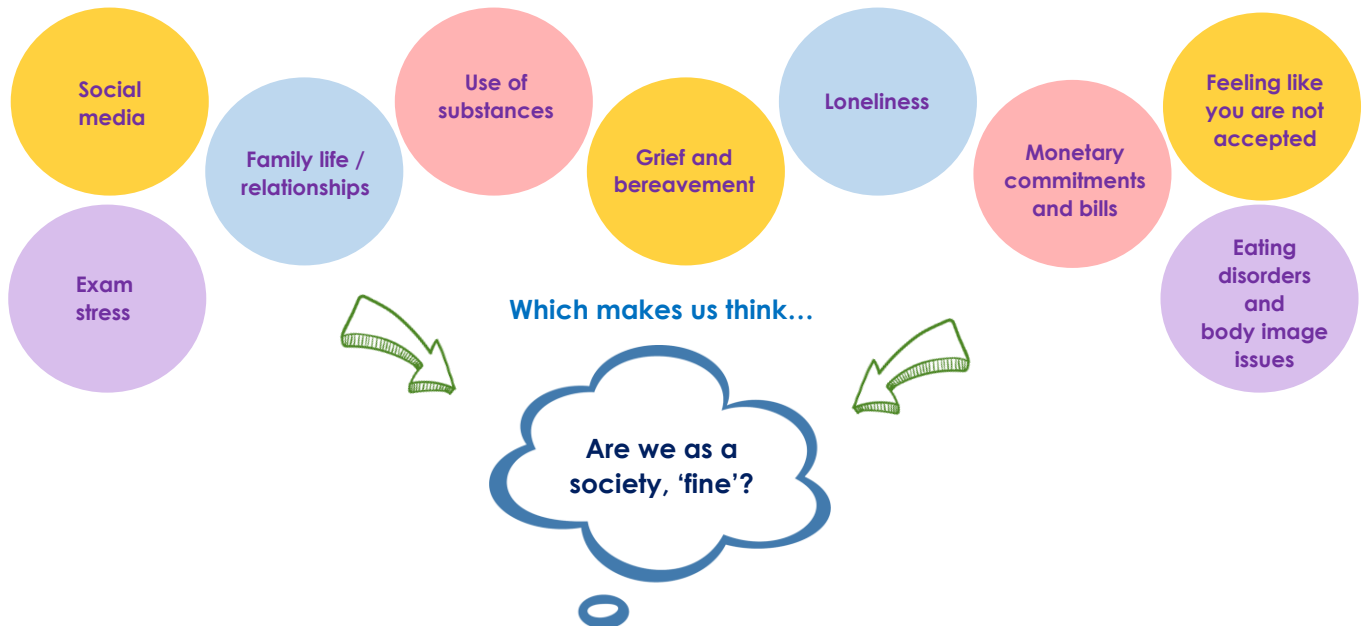 Social
media
Family life /
relationships
Use of
substances
Grief and
bereavement
Loneliness
Monetary
commitments
and bills
Feeling like
you are not
accepted
Exam
stress
Eating
disorders
and
body image
issues
Which makes us think…
Are we as a
society, ‘fine’?